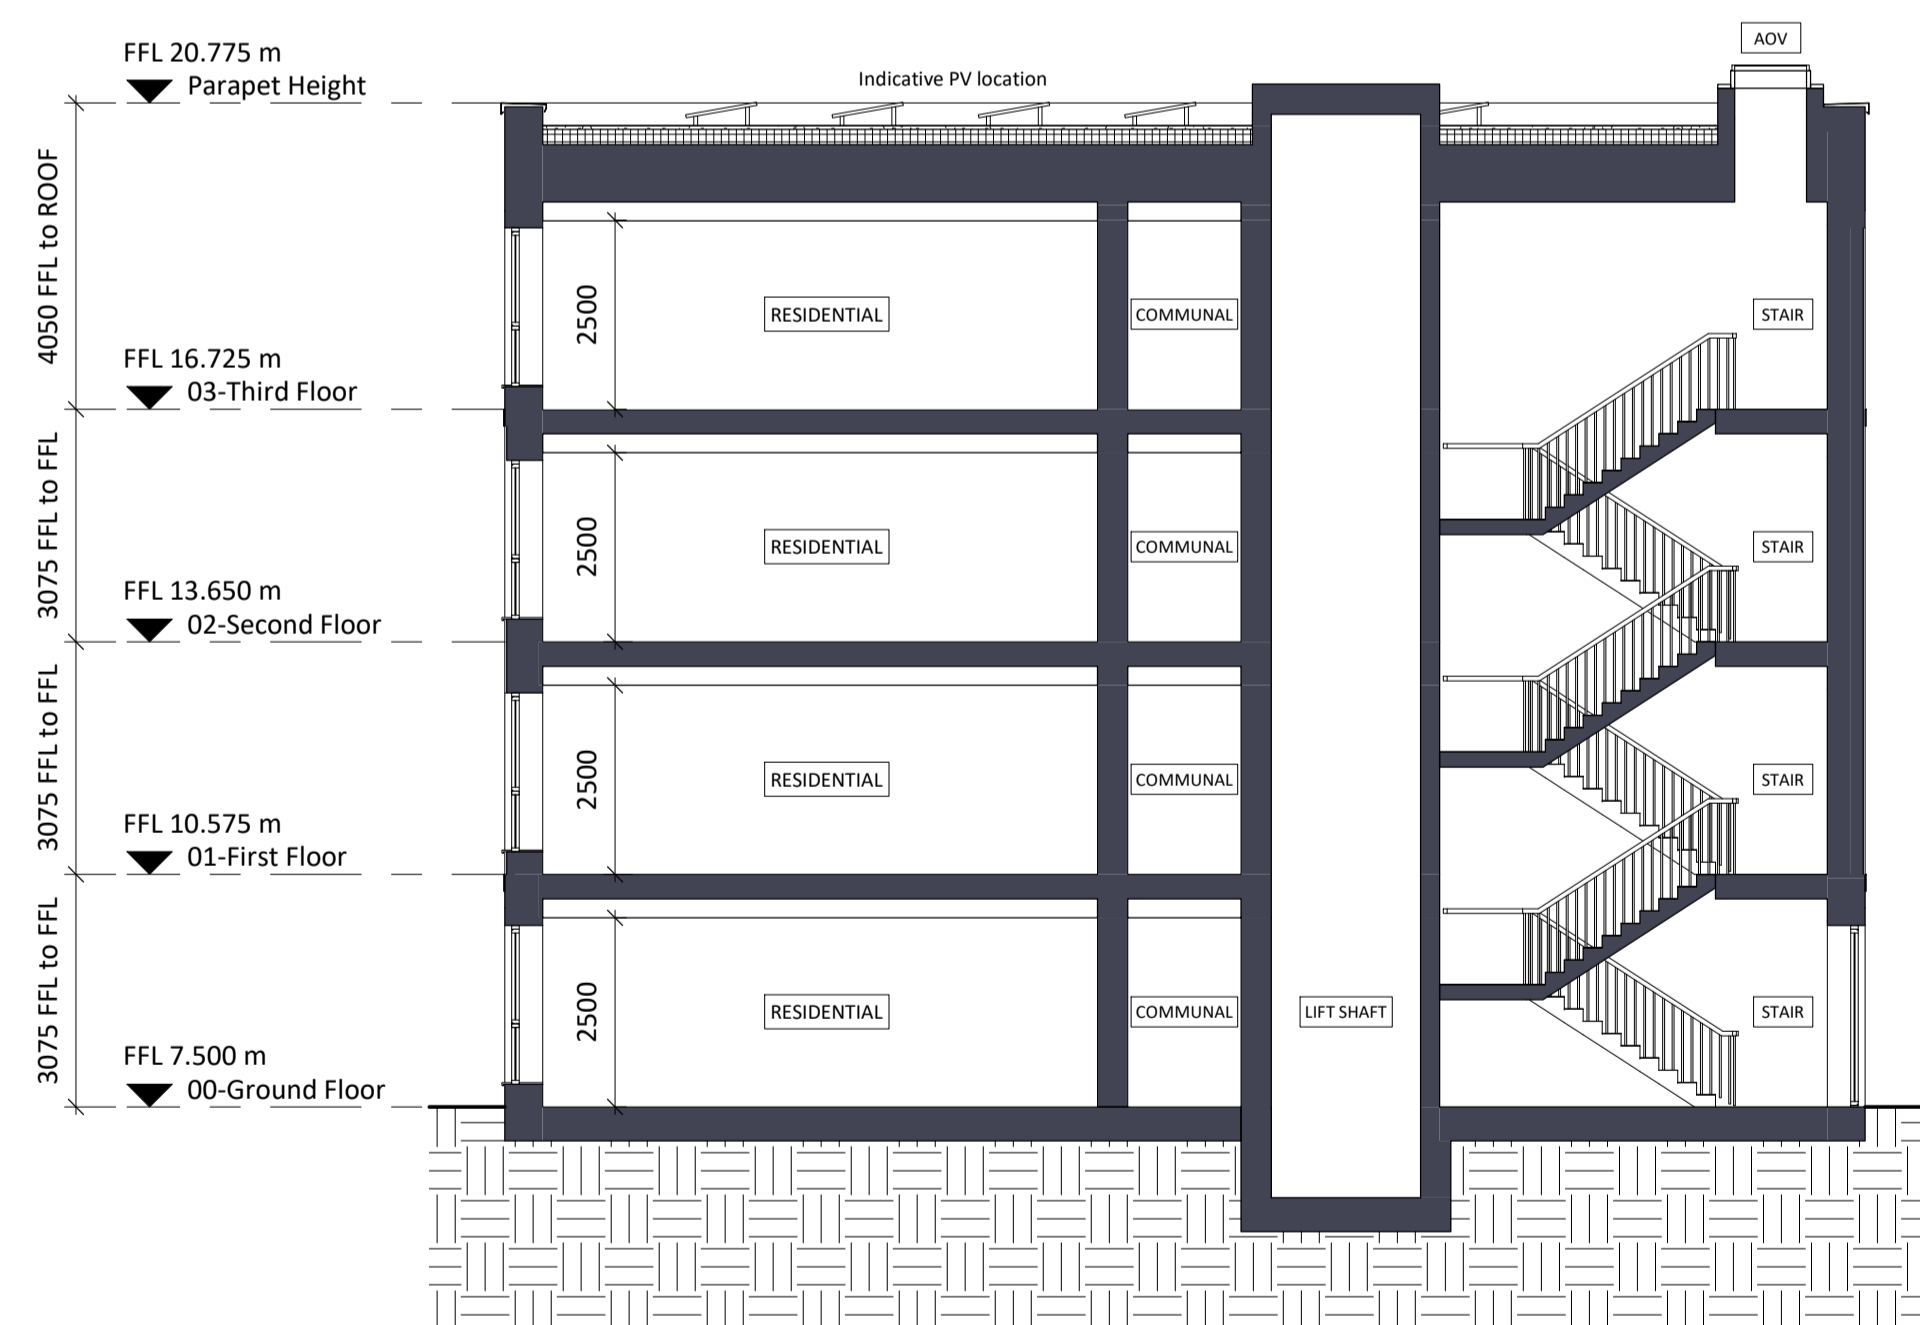 AOV
FFL 20.775 m
Parapet Height
Indicative PV location
4050 FFL to ROOF
2500
RESIDENTIAL
COMMUNAL
STAIR
FFL 16.725 m
03-Third Floor
3075 FFL to FFL
2500
RESIDENTIAL
COMMUNAL
STAIR
FFL 13.650 m
02-Second Floor
3075 FFL to FFL
2500
RESIDENTIAL
COMMUNAL
STAIR
FFL 10.575 m
01-First Floor
3075 FFL to FFL
2500
RESIDENTIAL
COMMUNAL
LIFT SHAFT
STAIR
FFL 7.500 m
00-Ground Floor